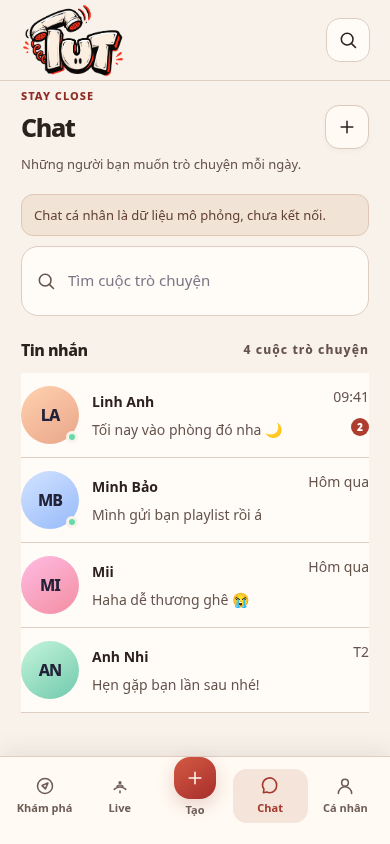 TUT
STAY CLOSE
Chat
Những người bạn muốn trò chuyện mỗi ngày.
Chat cá nhân là dữ liệu mô phỏng, chưa kết nối.
Tìm cuộc trò chuyện
Tin nhắn 4 cuộc trò chuyện
LA Linh Anh 09:41
Tối nay vào phòng đó nha 🌙 2
MB Minh Bảo Hôm qua
Mình gửi bạn playlist rồi á
MI Mii Hôm qua
Haha dễ thương ghê 😭
AN Anh Nhi T2
Hẹn gặp bạn lần sau nhé!
Khám phá Live Tạo Chat Cá nhân